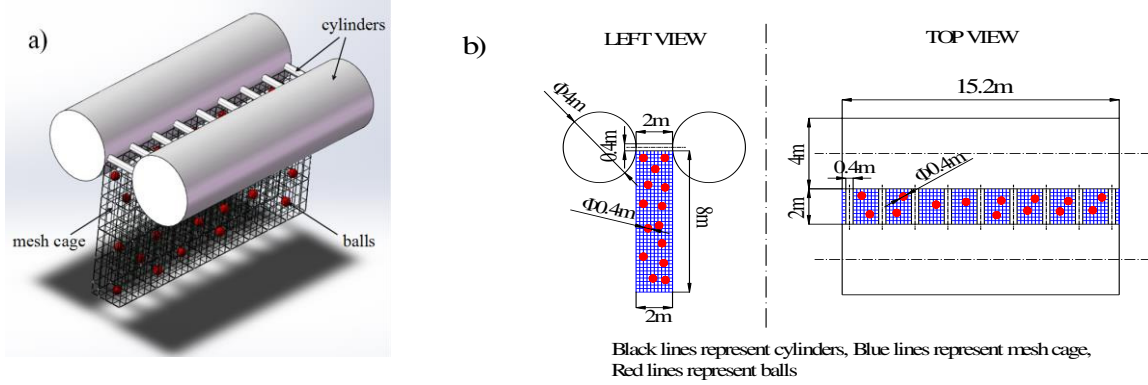 a)
cylinders
mesh cage
balls
b)
LEFT VIEW
TOP VIEW
Φ4m
2m
0.4m
Φ0.4m
8m
2m
15.2m
4m
0.4m
Φ0.4m
2m
Black lines represent cylinders, Blue lines represent mesh cage,
Red lines represent balls